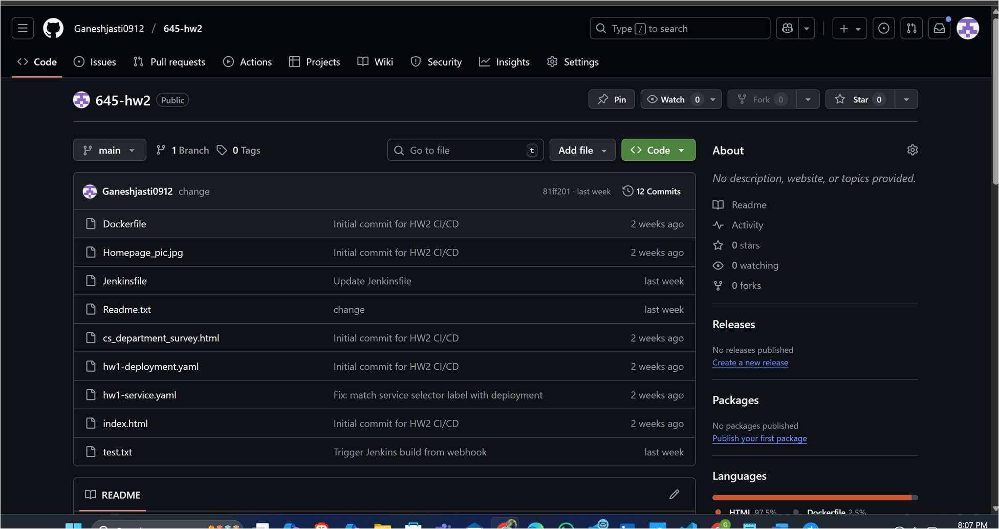 Ganeshjasti0912 / 645-hw2 Type / to search
Code Issues Pull requests Actions Projects Wiki Security Insights Settings
645-hw2 Public Pin Watch 0 Fork 0 Star 0
main 1 Branch 0 Tags Go to file t Add file Code
Ganeshjasti0912 change 81ff201 · last week 12 Commits
Dockerfile Initial commit for HW2 CI/CD 2 weeks ago
Homepage_pic.jpg Initial commit for HW2 CI/CD 2 weeks ago
Jenkinsfile Update Jenkinsfile last week
Readme.txt change last week
cs_department_survey.html Initial commit for HW2 CI/CD 2 weeks ago
hw1-deployment.yaml Initial commit for HW2 CI/CD 2 weeks ago
hw1-service.yaml Fix: match service selector label with deployment 2 weeks ago
index.html Initial commit for HW2 CI/CD 2 weeks ago
test.txt Trigger Jenkins build from webhook last week
README
About
No description, website, or topics provided.
Readme
Activity
0 stars
0 watching
0 forks
Releases
No releases published
Create a new release
Packages
No packages published
Publish your first package
Languages
HTML 97.5% Dockerfile 2.5%
8:07 PM